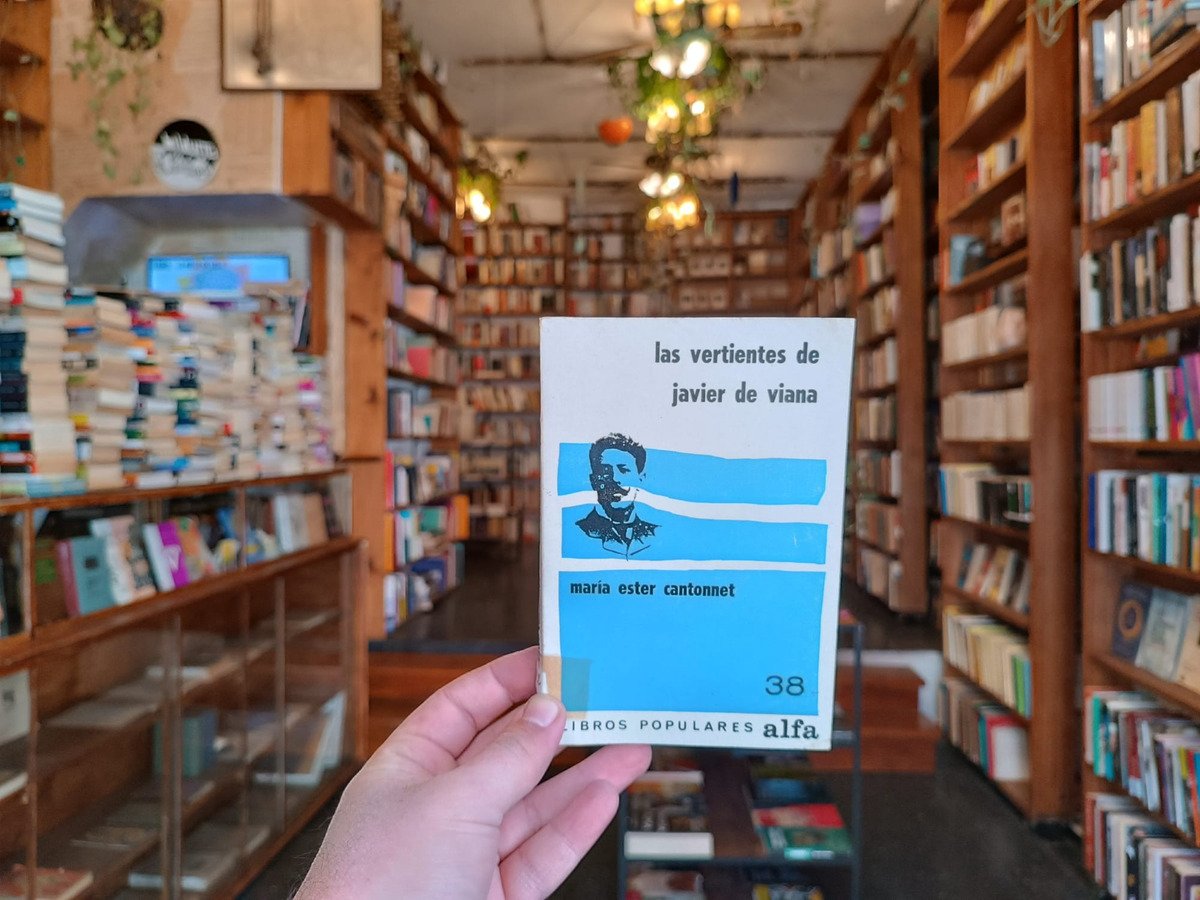 las vertientes de
javier de viana
maría ester cantonnet
38
LIBROS POPULARES alfa